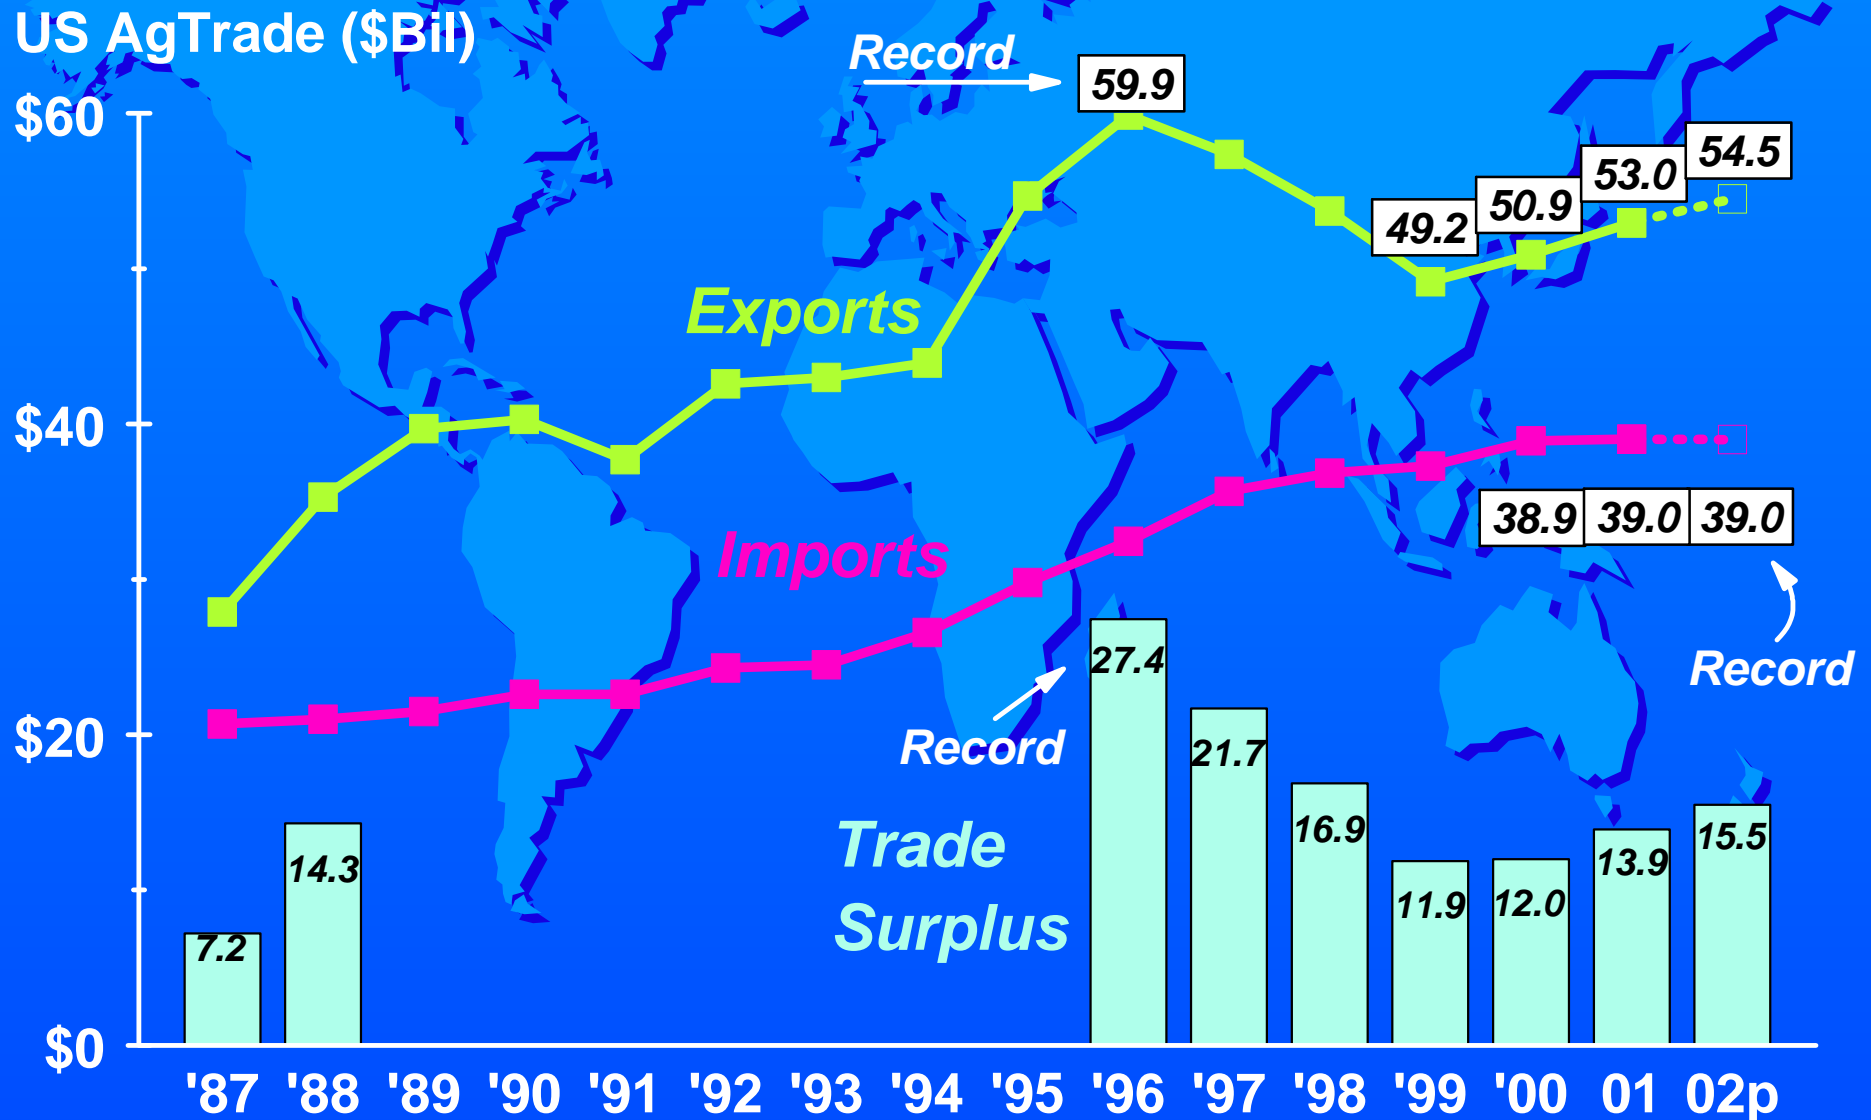 US AgTrade ($Bil)
Record
59.9
$60
54.5
53.0
50.9
49.2
Exports
$40
38.9 39.0 39.0
Imports
Record
27.4
Record
$20
21.7
Trade
Surplus
16.9
15.5
14.3
13.9
11.9
12.0
7.2
$0
'87 '88 '89 '90 '91 '92 '93 '94 '95 '96 '97 '98 '99 '00 01 02p